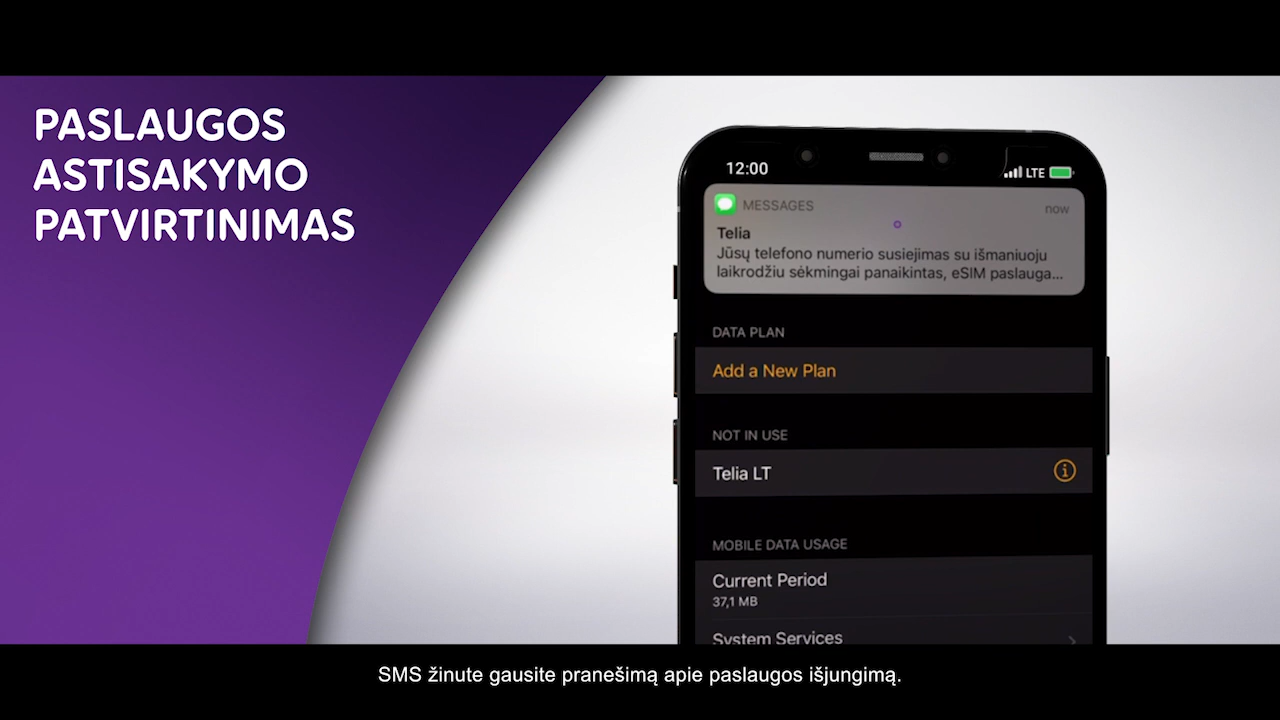 PASLAUGOS
ASTISAKYMO
PATVIRTINIMAS
12:00
LTE
MESSAGES
now
Telia
Jūsų telefono numerio susiejimas su išmaniuoju
laikrodžiu sėkmingai panaikintas, eSIM paslauga...
DATA PLAN
Add a New Plan
NOT IN USE
Telia LT
MOBILE DATA USAGE
Current Period
37,1 MB
System Services
SMS žinute gausite pranešimą apie paslaugos išjungimą.